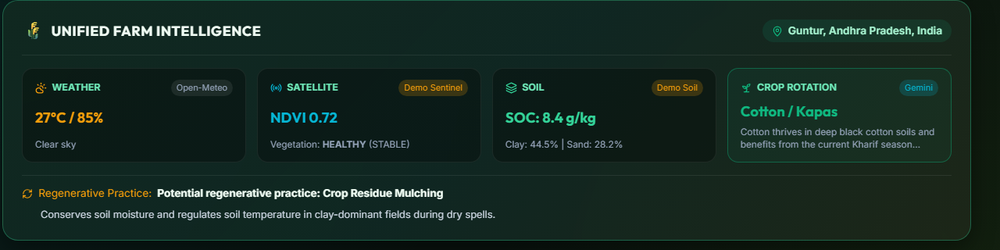 UNIFIED FARM INTELLIGENCE
Guntur, Andhra Pradesh, India
WEATHER
Open-Meteo
27°C / 85%
Clear sky
SATELLITE
Demo Sentinel
NDVI 0.72
Vegetation: HEALTHY (STABLE)
SOIL
Demo Soil
SOC: 8.4 g/kg
Clay: 44.5% | Sand: 28.2%
CROP ROTATION
Gemini
Cotton / Kapas
Cotton thrives in deep black cotton soils and
benefits from the current Kharif season...
Regenerative Practice: Potential regenerative practice: Crop Residue Mulching
Conserves soil moisture and regulates soil temperature in clay-dominant fields during dry spells.